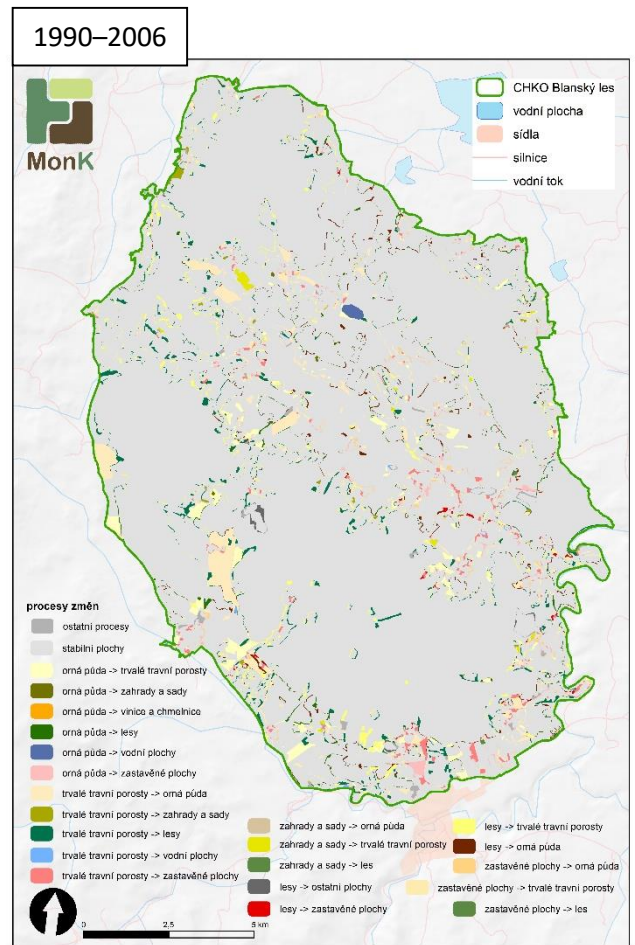 1990–2006
MonK
CHKO Blanský les
vodní plocha
sídla
silnice
vodní tok
procesy změn
ostatní procesy
stabilní plochy
orná půda -> trvalé travní porosty
orná půda -> zahrady a sady
orná půda -> vinice a chmelnice
orná půda -> lesy
orná půda -> vodní plochy
orná půda -> zastavěné plochy
trvalé travní porosty -> orná půda
trvalé travní porosty -> zahrady a sady
trvalé travní porosty -> lesy
trvalé travní porosty -> vodní plochy
trvalé travní porosty -> zastavěné plochy
zahrady a sady -> orná půda
zahrady a sady -> trvalé travní porosty
zahrady a sady -> les
lesy -> ostatní plochy
lesy -> zastavěné plochy
lesy -> trvalé travní porosty
lesy -> orná půda
zastavěné plochy -> orná půda
zastavěné plochy -> trvalé travní porosty
zastavěné plochy -> les
0 2,5 5 km